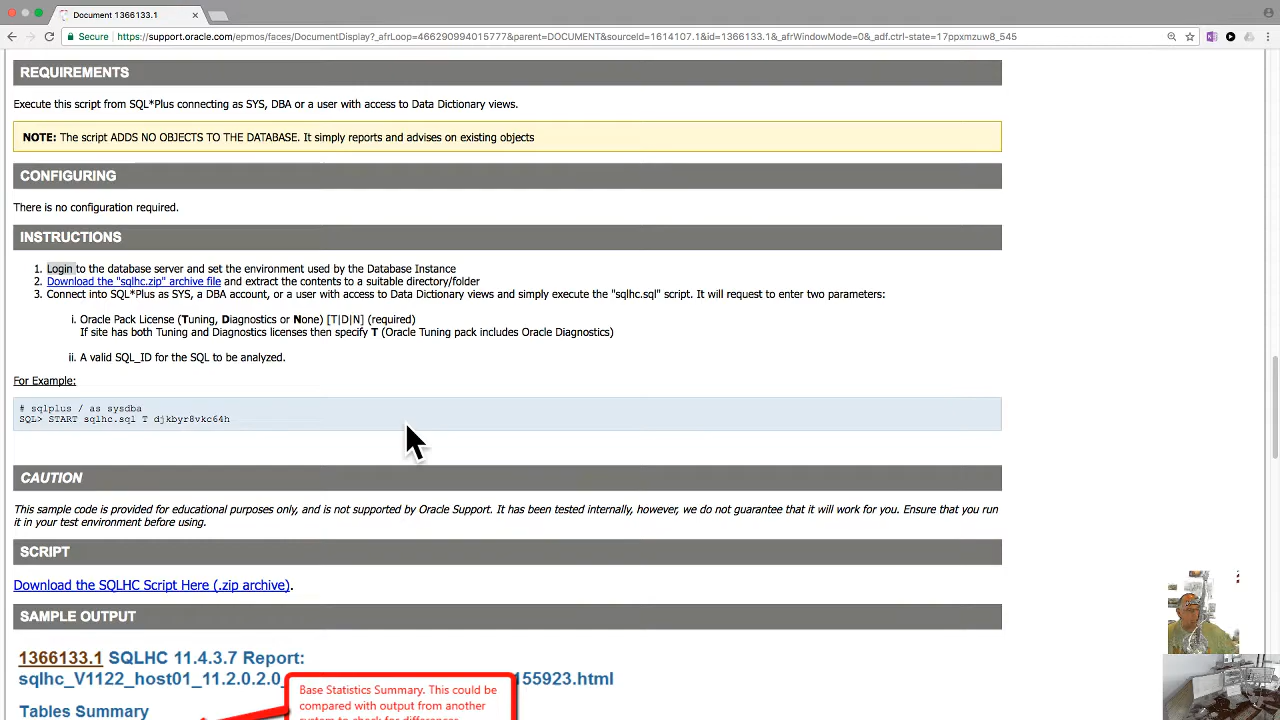 Document 1366133.1
Secure https://support.oracle.com/epmos/faces/DocumentDisplay?_afrLoop=466290994015777&parent=DOCUMENT&sourceId=1614107.1&id=1366133.1&_afrWindowMode=0&_adf.ctrl-state=17ppxmzuw8_545
REQUIREMENTS
Execute this script from SQL*Plus connecting as SYS, DBA or a user with access to Data Dictionary views.
NOTE: The script ADDS NO OBJECTS TO THE DATABASE. It simply reports and advises on existing objects
CONFIGURING
There is no configuration required.
INSTRUCTIONS
1. Login to the database server and set the environment used by the Database Instance
2. Download the "sqlhc.zip" archive file and extract the contents to a suitable directory/folder
3. Connect into SQL*Plus as SYS, a DBA account, or a user with access to Data Dictionary views and simply execute the "sqlhc.sql" script. It will request to enter two parameters:
i. Oracle Pack License (Tuning, Diagnostics or None) [T|D|N] (required)
If site has both Tuning and Diagnostics licenses then specify T (Oracle Tuning pack includes Oracle Diagnostics)
ii. A valid SQL_ID for the SQL to be analyzed.
For Example:
# sqlplus / as sysdba
SQL> START sqlhc.sql T djkbyr8vkc64h
CAUTION
This sample code is provided for educational purposes only, and is not supported by Oracle Support. It has been tested internally, however, we do not guarantee that it will work for you. Ensure that you run
it in your test environment before using.
SCRIPT
Download the SQLHC Script Here (.zip archive).
SAMPLE OUTPUT
1366133.1 SQLHC 11.4.3.7 Report:
sqlhc_V1122_host01_11.2.0.2.0_ 155923.html
Base Statistics Summary. This could be
compared with output from another
system to check for differences
Tables Summary